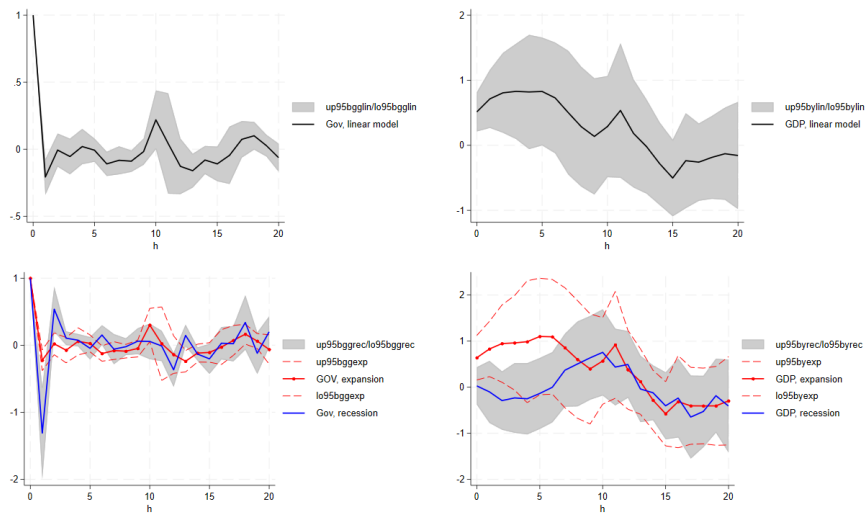 1
.5
0
-.5
0
5
10
15
20
h
up95bgglin/lo95bgglin
Gov, linear model
2
1
0
-1
0
5
10
15
20
h
up95bylin/lo95bylin
GDP, linear model
1
0
-1
-2
0
5
10
15
20
h
up95bggrec/lo95bggrec
up95bggexp
GOV, expansion
lo95bggexp
Gov, recession
2
1
0
-1
-2
0
5
10
15
20
h
up95byrec/lo95byrec
up95byexp
GDP, expansion
lo95byexp
GDP, recession